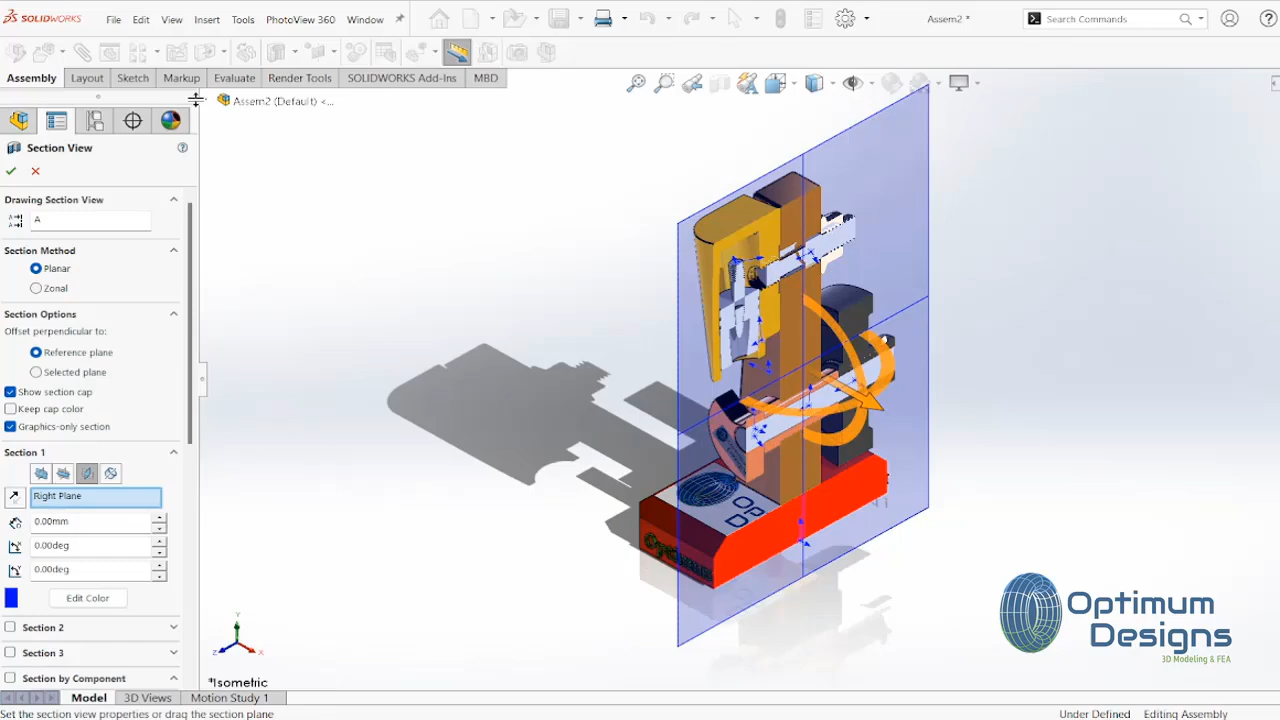 SOLIDWORKS File Edit View Insert Tools PhotoView 360 Window Assem2 * Search Commands
Assembly Layout Sketch Markup Evaluate Render Tools SOLIDWORKS Add-Ins MBD
Assem2 (Default) <...
Section View
Drawing Section View
A
Section Method
Planar
Zonal
Section Options
Offset perpendicular to:
Reference plane
Selected plane
Show section cap
Keep cap color
Graphics-only section
Section 1
Right Plane
0.00mm
0.00deg
0.00deg
Edit Color
Section 2
Section 3
Section by Component
Op
D
Y
Z X
*Isometric
Optimum
Designs
3D Modeling & FEA
Model 3D Views Motion Study 1
Set the section view properties or drag the section plane Under Defined Editing Assembly